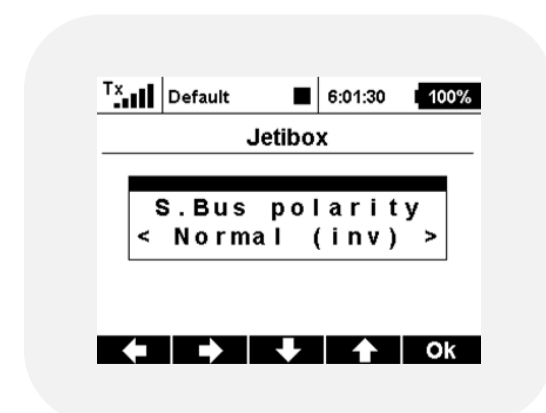 Tx Default 6:01:30 100%
Jetibox
S.Bus polarity
< Normal (inv) >
Ok